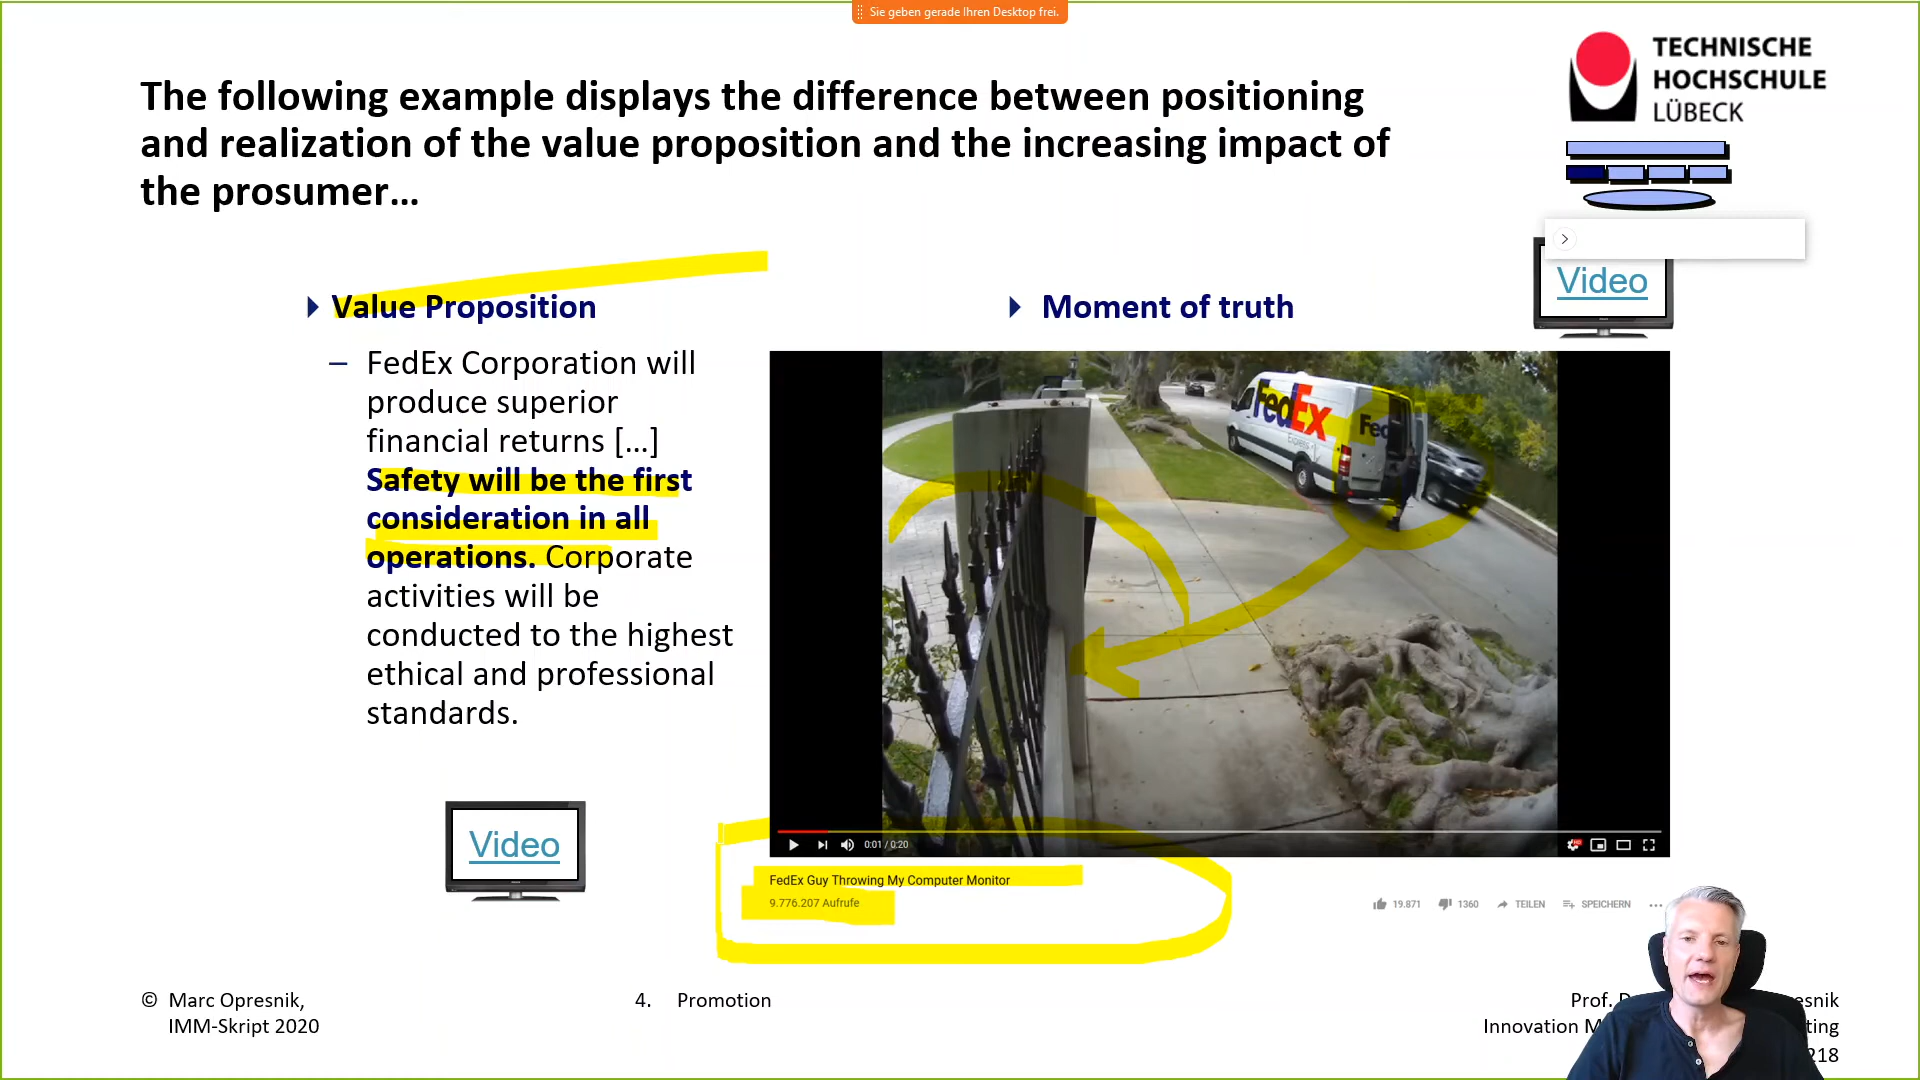 Sie geben gerade Ihren Desktop frei.
TECHNISCHE
HOCHSCHULE
LÜBECK
The following example displays the difference between positioning
and realization of the value proposition and the increasing impact of
the prosumer...
Value Proposition
– FedEx Corporation will
produce superior
financial returns [...]
Safety will be the first
consideration in all
operations. Corporate
activities will be
conducted to the highest
ethical and professional
standards.
Video
Moment of truth
Video
FedEx
Express
Fed
0:01 / 0:20
FedEx Guy Throwing My Computer Monitor
9.776.207 Aufrufe
19.871 1360 TEILEN SPEICHERN ...
© Marc Opresnik,
IMM-Skript 2020
4. Promotion
Prof.
Innovation
218